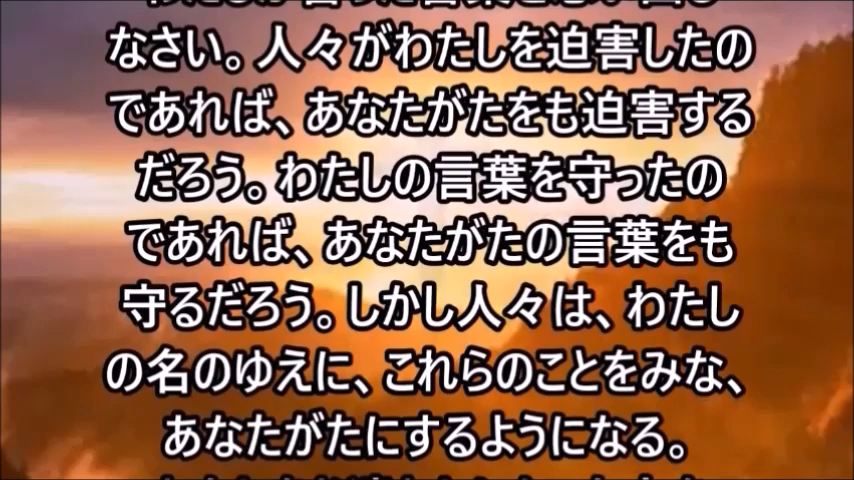 なさい。人々がわたしを迫害したの
であれば、あなたがたをも迫害する
だろう。わたしの言葉を守ったの
であれば、あなたがたの言葉をも
守るだろう。しかし人々は、わたし
の名のゆえに、これらのことをみな、
あなたがたにするようになる。